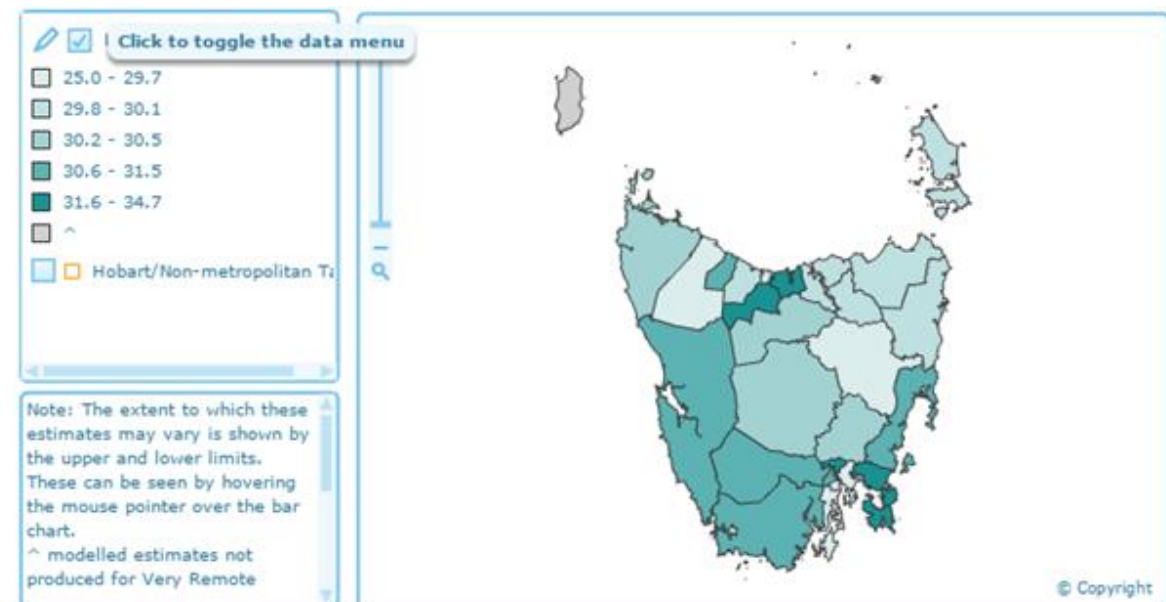 Click to toggle the data menu
25.0 - 29.7
29.8 - 30.1
30.2 - 30.5
30.6 - 31.5
31.6 - 34.7
^
Hobart/Non-metropolitan Ta
Note: The extent to which these
estimates may vary is shown by
the upper and lower limits.
These can be seen by hovering
the mouse pointer over the bar
chart.
^ modelled estimates not
produced for Very Remote
© Copyright